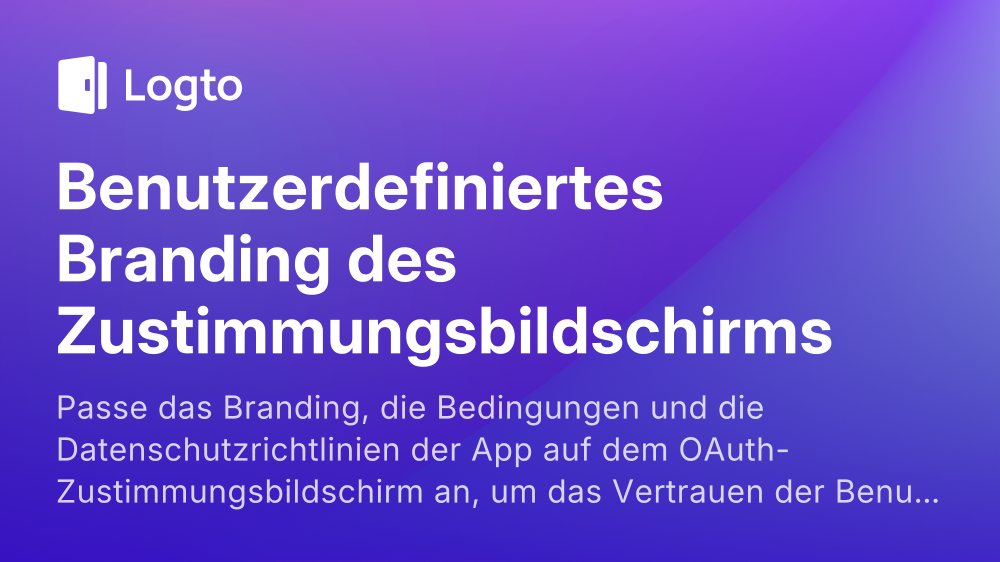 Logto
Benutzerdefiniertes
Branding des
Zustimmungsbildschirms
Passe das Branding, die Bedingungen und die
Datenschutzrichtlinien der App auf dem OAuth-
Zustimmungsbildschirm an, um das Vertrauen der Benu...